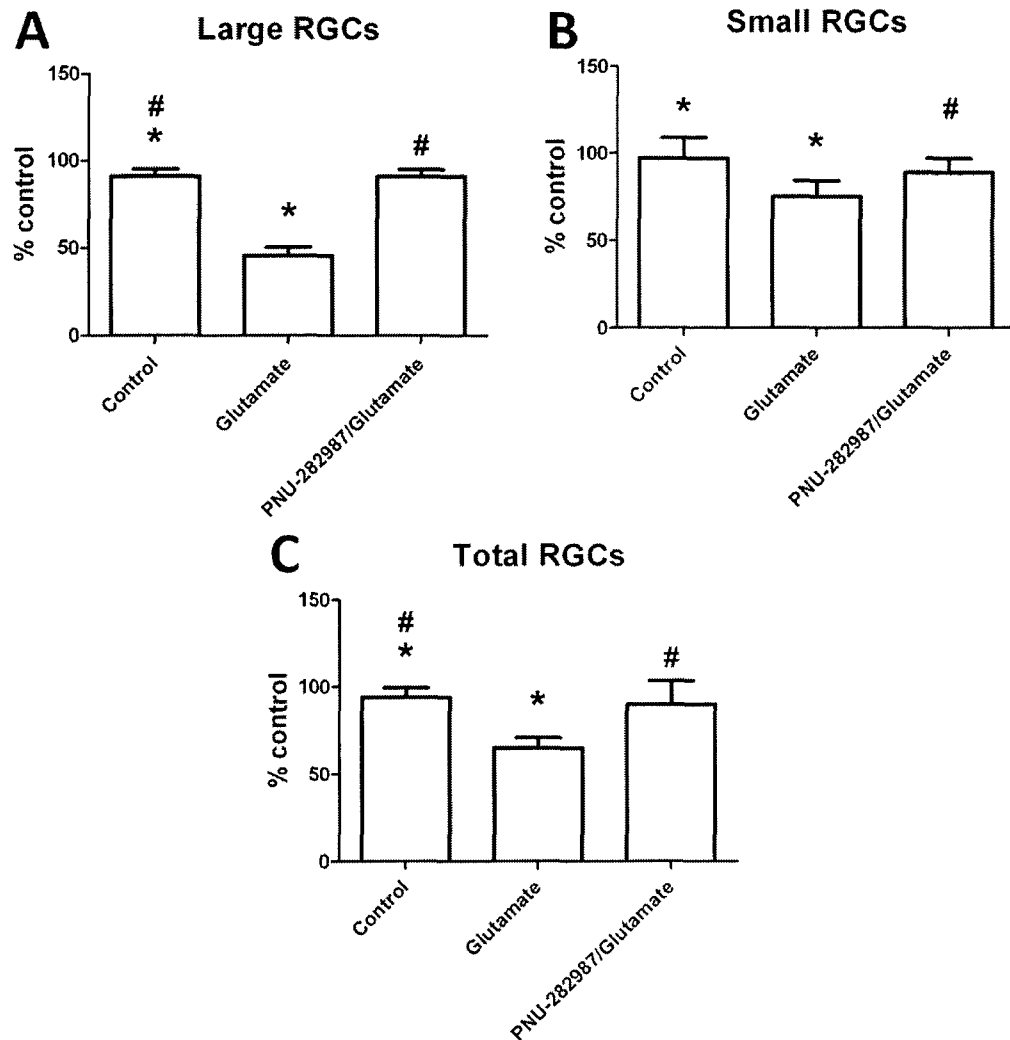 A
Large RGCs
% control
150
100
50
0
#
*
*
#
Control
Glutamate
PNU-282987/Glutamate
B
Small RGCs
% control
150
100
50
0
*
*
#
Control
Glutamate
PNU-282987/Glutamate
C
Total RGCs
% control
150
100
50
0
#
*
*
#
Control
Glutamate
PNU-282987/Glutamate